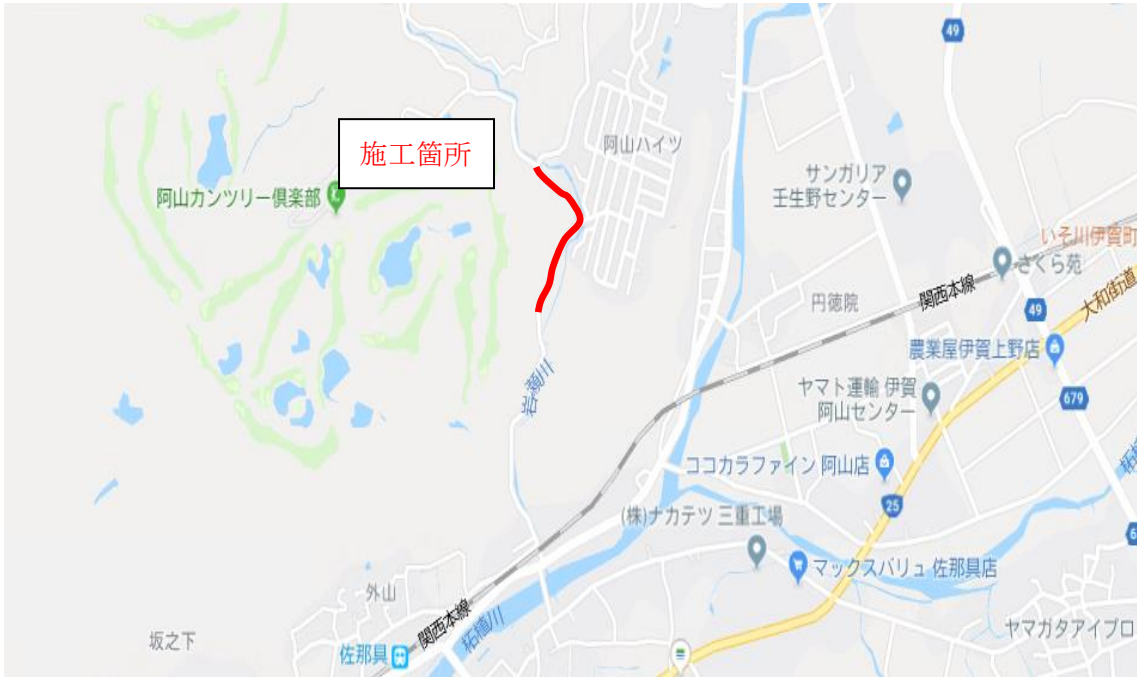 49
施工箇所
阿山ハイツ
阿山カンツリー倶楽部
サンガリア
壬生野センター
いそ川伊賀町
さくら苑
関西本線
円徳院
大和街道
49
農業屋伊賀上野店
ヤマト運輸 伊賀
阿山センター
679
岩瀬川
ココカラファイン 阿山店
25
(株)ナカテツ 三重工場
マックスバリュ 佐那具店
外山
関西本線
柘植川
坂之下
佐那具
ヤマガタアイプロ